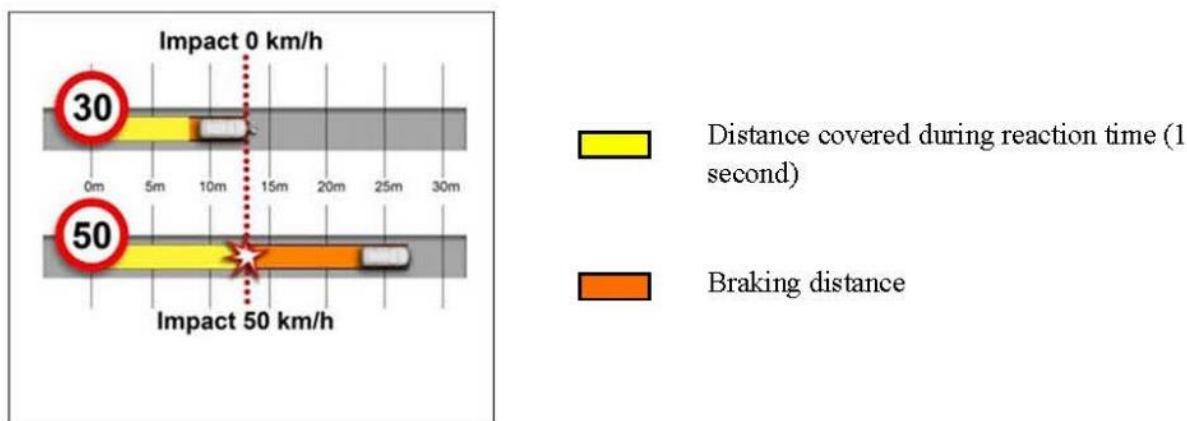 Impact 0 km/h
30
0m 5m 10m 15m 20m 25m 30m
50
Impact 50 km/h
Distance covered during reaction time (1
second)
Braking distance